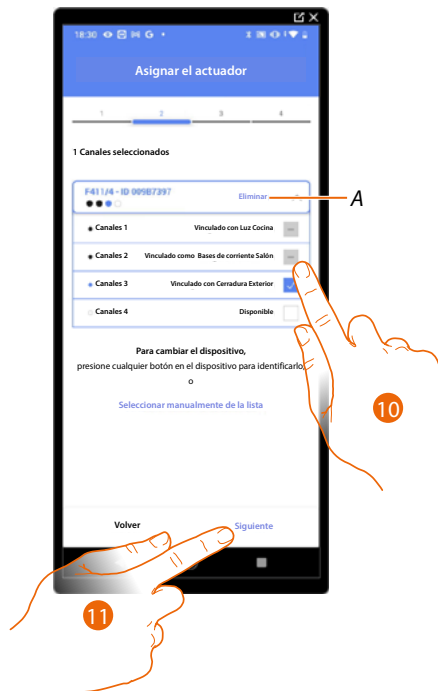 18:30 G
Asignar el actuador
1 2 3 4
1 Canales seleccionados
F411/4 - ID 009B7397
Eliminar
A
Canales 1 Vinculado con Luz Cocina
Canales 2 Vinculado como Bases de corriente Salón
Canales 3 Vinculado con Cerradura Exterior
Canales 4 Disponible
Para cambiar el dispositivo,
presione cualquier botón en el dispositivo para identificarlo,
o
Seleccionar manualmente de la lista
10
Volver Siguiente
11